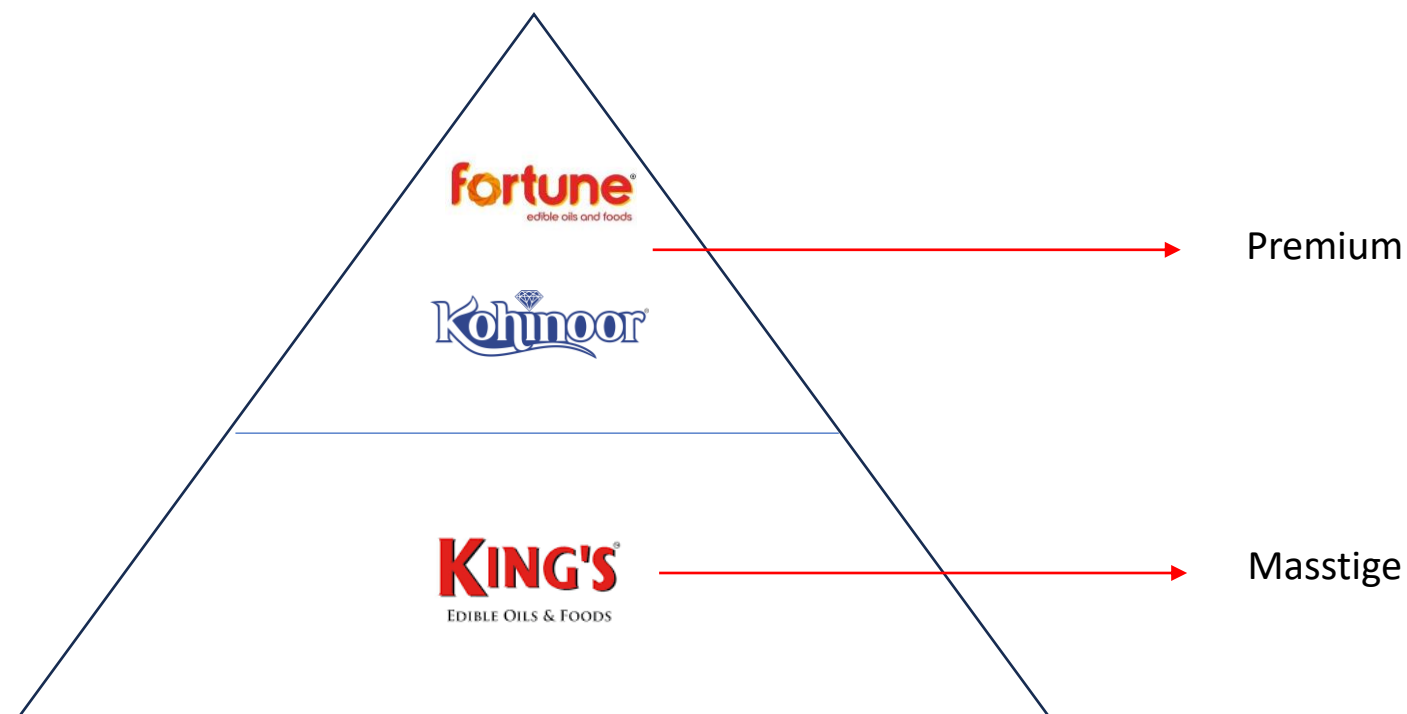 fortune®
edible oils and foods
Premium
Kohinoor®
KING'S
Masstige
EDIBLE OILS & FOODS